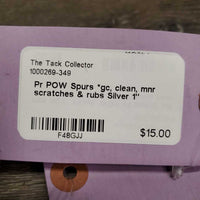 The Tack Collector
1000269-349
Pr POW Spurs *gc, clean, mnr
scratches & rubs Silver 1"
F48GJJ
$15.00